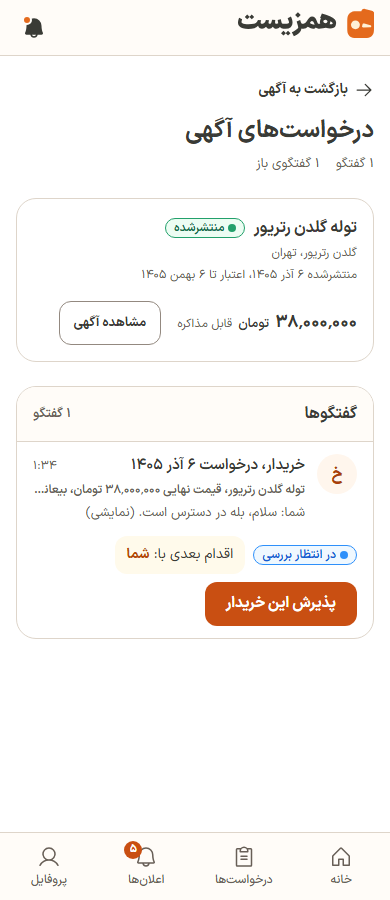 همزیست
بازگشت به آگهی
درخواست‌های آگهی
۱ گفتگو ۱ گفتگوی باز
توله گلدن رتریور منتشرشده
گلدن رتریور، تهران
منتشرشده ۶ آذر ۱۴۰۵، اعتبار تا ۶ بهمن ۱۴۰۵
۳۸,۰۰۰,۰۰۰ تومان قابل مذاکره مشاهده آگهی
گفتگوها ۱ گفتگو
خ خریدار، درخواست ۶ آذر ۱۴۰۵ ۱:۳۴
توله گلدن رتریور، قیمت نهایی ۳۸,۰۰۰,۰۰۰ تومان، بیعانـ...
شما: سلام، بله در دسترس است. (نمایشی)
در انتظار بررسی اقدام بعدی با: شما
پذیرش این خریدار
۵
خانه درخواست‌ها اعلان‌ها پروفایل